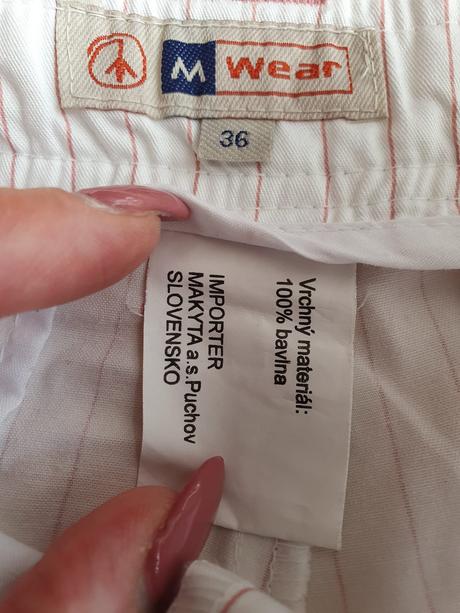 M Wear
36
Vrchný materiál:
100% bavlna
IMPORTER
MAKYTA a.s.Puchov
SLOVENSKO